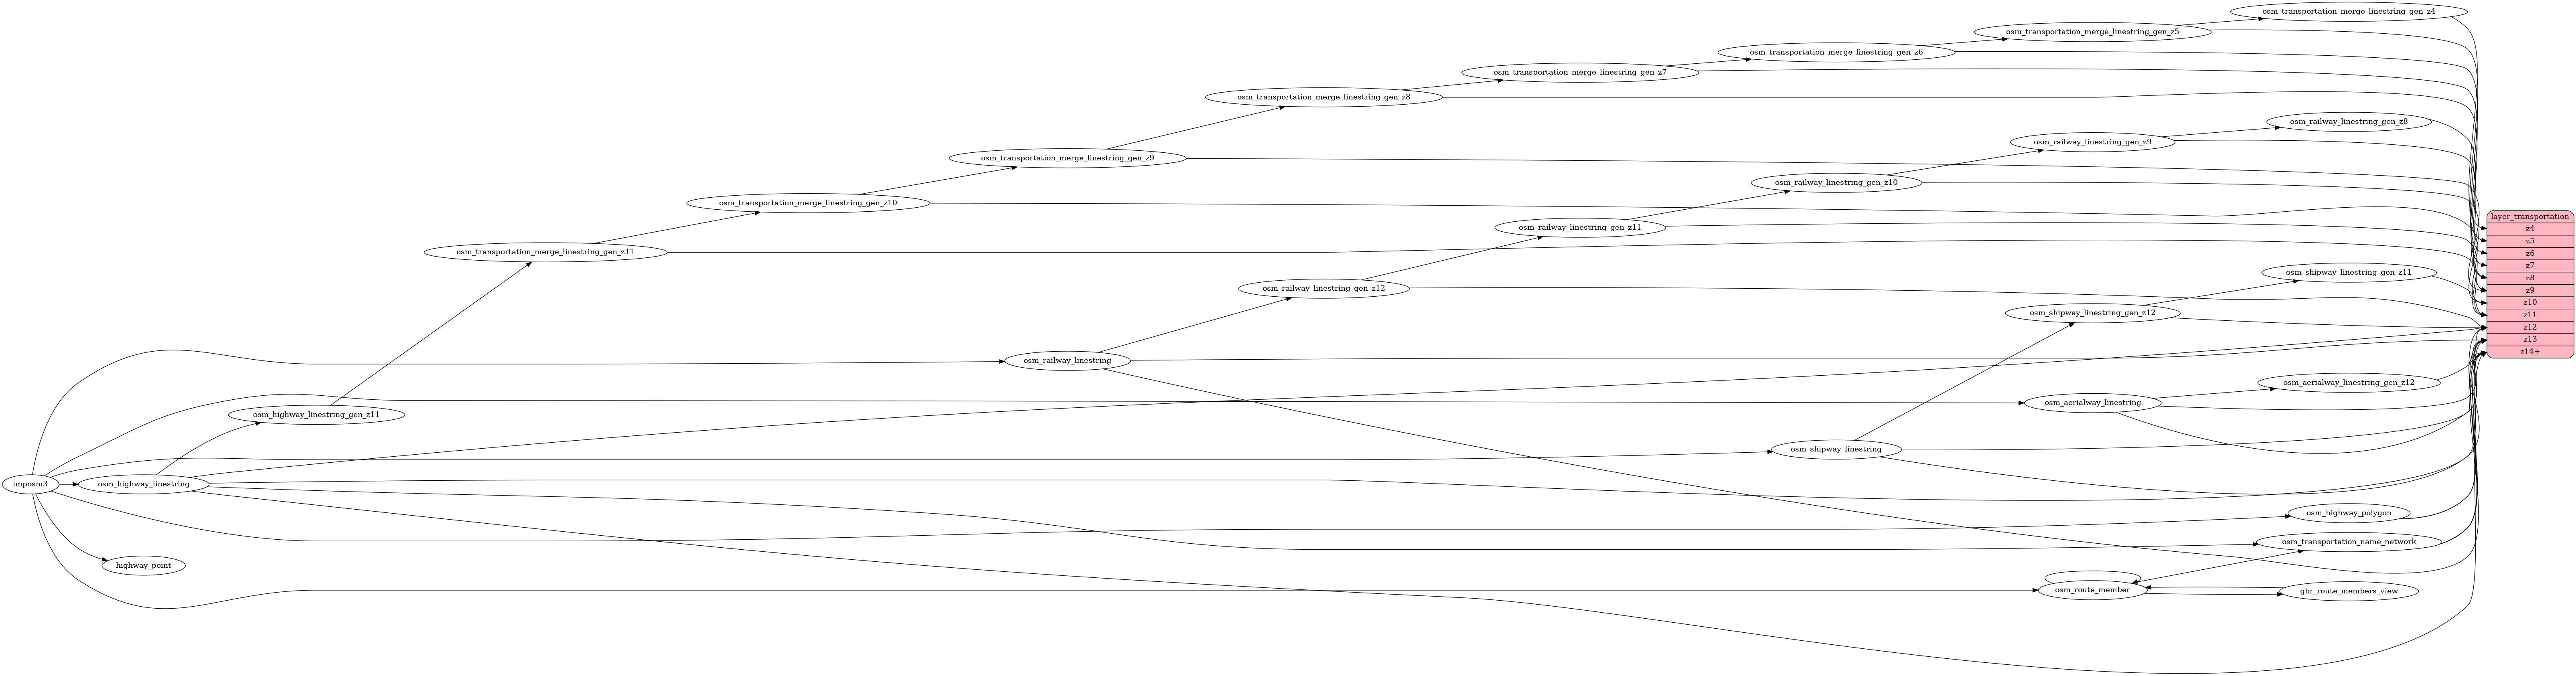 osm_transportation_merge_linestring_gen_z4
osm_transportation_merge_linestring_gen_z5
osm_transportation_merge_linestring_gen_z6
osm_transportation_merge_linestring_gen_z7
osm_transportation_merge_linestring_gen_z8
osm_railway_linestring_gen_z8
osm_railway_linestring_gen_z9
osm_transportation_merge_linestring_gen_z9
osm_railway_linestring_gen_z10
osm_transportation_merge_linestring_gen_z10
osm_railway_linestring_gen_z11
osm_transportation_merge_linestring_gen_z11
layer_transportation
z4
z5
z6
z7
z8
z9
z10
z11
z12
z13
z14+
osm_shipway_linestring_gen_z11
osm_railway_linestring_gen_z12
osm_shipway_linestring_gen_z12
osm_railway_linestring
osm_aerialway_linestring_gen_z12
osm_aerialway_linestring
osm_highway_linestring_gen_z11
osm_shipway_linestring
imposm3
osm_highway_linestring
osm_highway_polygon
osm_transportation_name_network
highway_point
osm_route_member
gbr_route_members_view